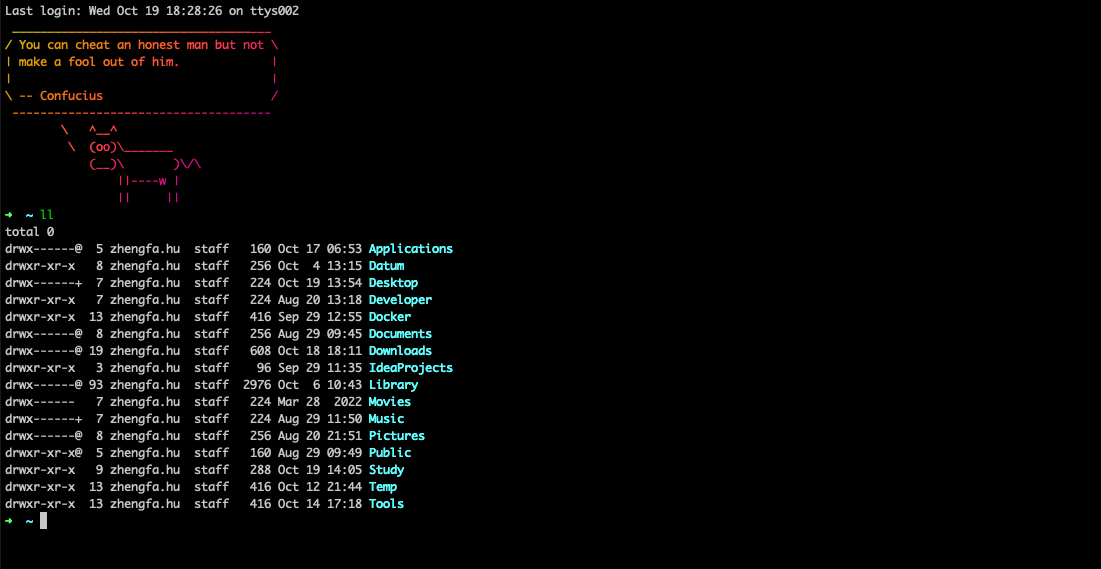 Last login: Wed Oct 19 18:28:26 on ttys002
 _____________________________________
/ You can cheat an honest man but not \
| make a fool out of him.             |
|                                     |
\ -- Confucius                        /
 -------------------------------------
        \   ^__^
         \  (oo)\_______
            (__)\       )\/\
                ||----w |
                ||     ||
➜  ~ ll
total 0
drwx------@  5 zhengfa.hu  staff   160 Oct 17 06:53 Applications
drwxr-xr-x   8 zhengfa.hu  staff   256 Oct  4 13:15 Datum
drwx------+  7 zhengfa.hu  staff   224 Oct 19 13:54 Desktop
drwxr-xr-x   7 zhengfa.hu  staff   224 Aug 20 13:18 Developer
drwxr-xr-x  13 zhengfa.hu  staff   416 Sep 29 12:55 Docker
drwx------@  8 zhengfa.hu  staff   256 Aug 29 09:45 Documents
drwx------@ 19 zhengfa.hu  staff   608 Oct 18 18:11 Downloads
drwxr-xr-x   3 zhengfa.hu  staff    96 Sep 29 11:35 IdeaProjects
drwx------@ 93 zhengfa.hu  staff  2976 Oct  6 10:43 Library
drwx------   7 zhengfa.hu  staff   224 Mar 28  2022 Movies
drwx------+  7 zhengfa.hu  staff   224 Aug 29 11:50 Music
drwx------@  8 zhengfa.hu  staff   256 Aug 20 21:51 Pictures
drwxr-xr-x@  5 zhengfa.hu  staff   160 Aug 29 09:49 Public
drwxr-xr-x   9 zhengfa.hu  staff   288 Oct 19 14:05 Study
drwxr-xr-x  13 zhengfa.hu  staff   416 Oct 12 21:44 Temp
drwxr-xr-x  13 zhengfa.hu  staff   416 Oct 14 17:18 Tools
➜  ~